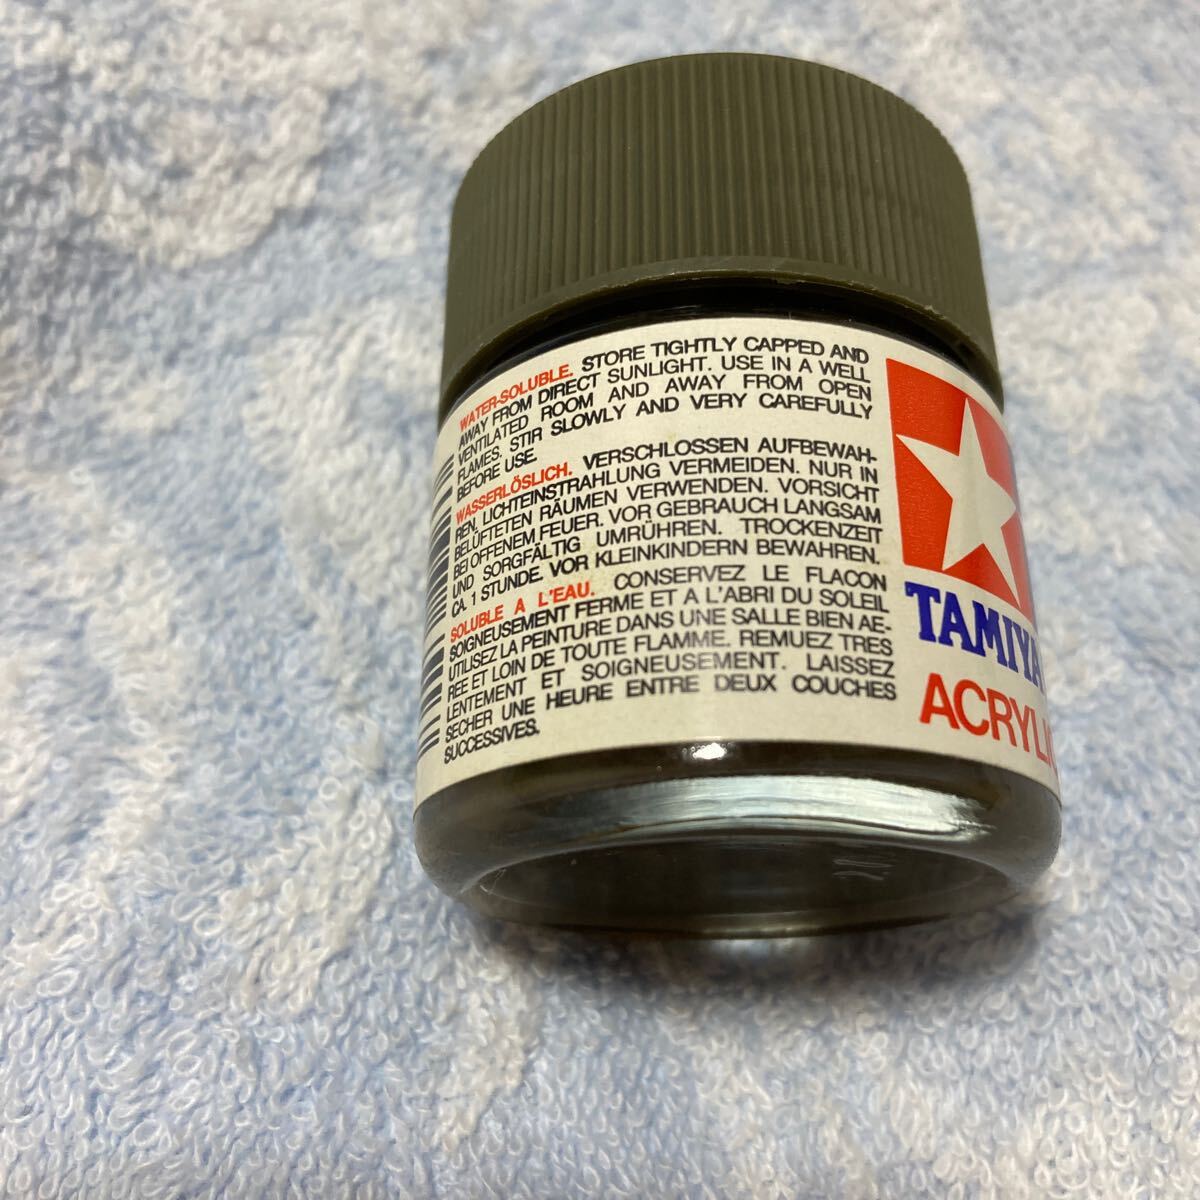 WATER-SOLUBLE. STORE TIGHTLY CAPPED AND
AWAY FROM DIRECT SUNLIGHT. USE IN A WELL
VENTILATED ROOM AND AWAY FROM OPEN
FLAMES. STIR SLOWLY AND VERY CAREFULLY
BEFORE USE.
WASSERLÖSLICH. VERSCHLOSSEN AUFBEWAH-
REN, LICHTEINSTRAHLUNG VERMEIDEN. NUR IN
BELÜFTETEN RÄUMEN VERWENDEN. VORSICHT
BEI OFFENEM FEUER. VOR GEBRAUCH LANGSAM
UND SORGFÄLTIG UMRÜHREN. TROCKENZEIT
CA. 1 STUNDE. VOR KLEINKINDERN BEWAHREN.
SOLUBLE A L'EAU. CONSERVEZ LE FLACON
SOIGNEUSEMENT FERME ET A L'ABRI DU SOLEIL
UTILISEZ LA PEINTURE DANS UNE SALLE BIEN AE-
REE ET LOIN DE TOUTE FLAMME. REMUEZ TRES
LENTEMENT ET SOIGNEUSEMENT. LAISSEZ
SECHER UNE HEURE ENTRE DEUX COUCHES
SUCCESSIVES.
TAMIYA
ACRYLIC